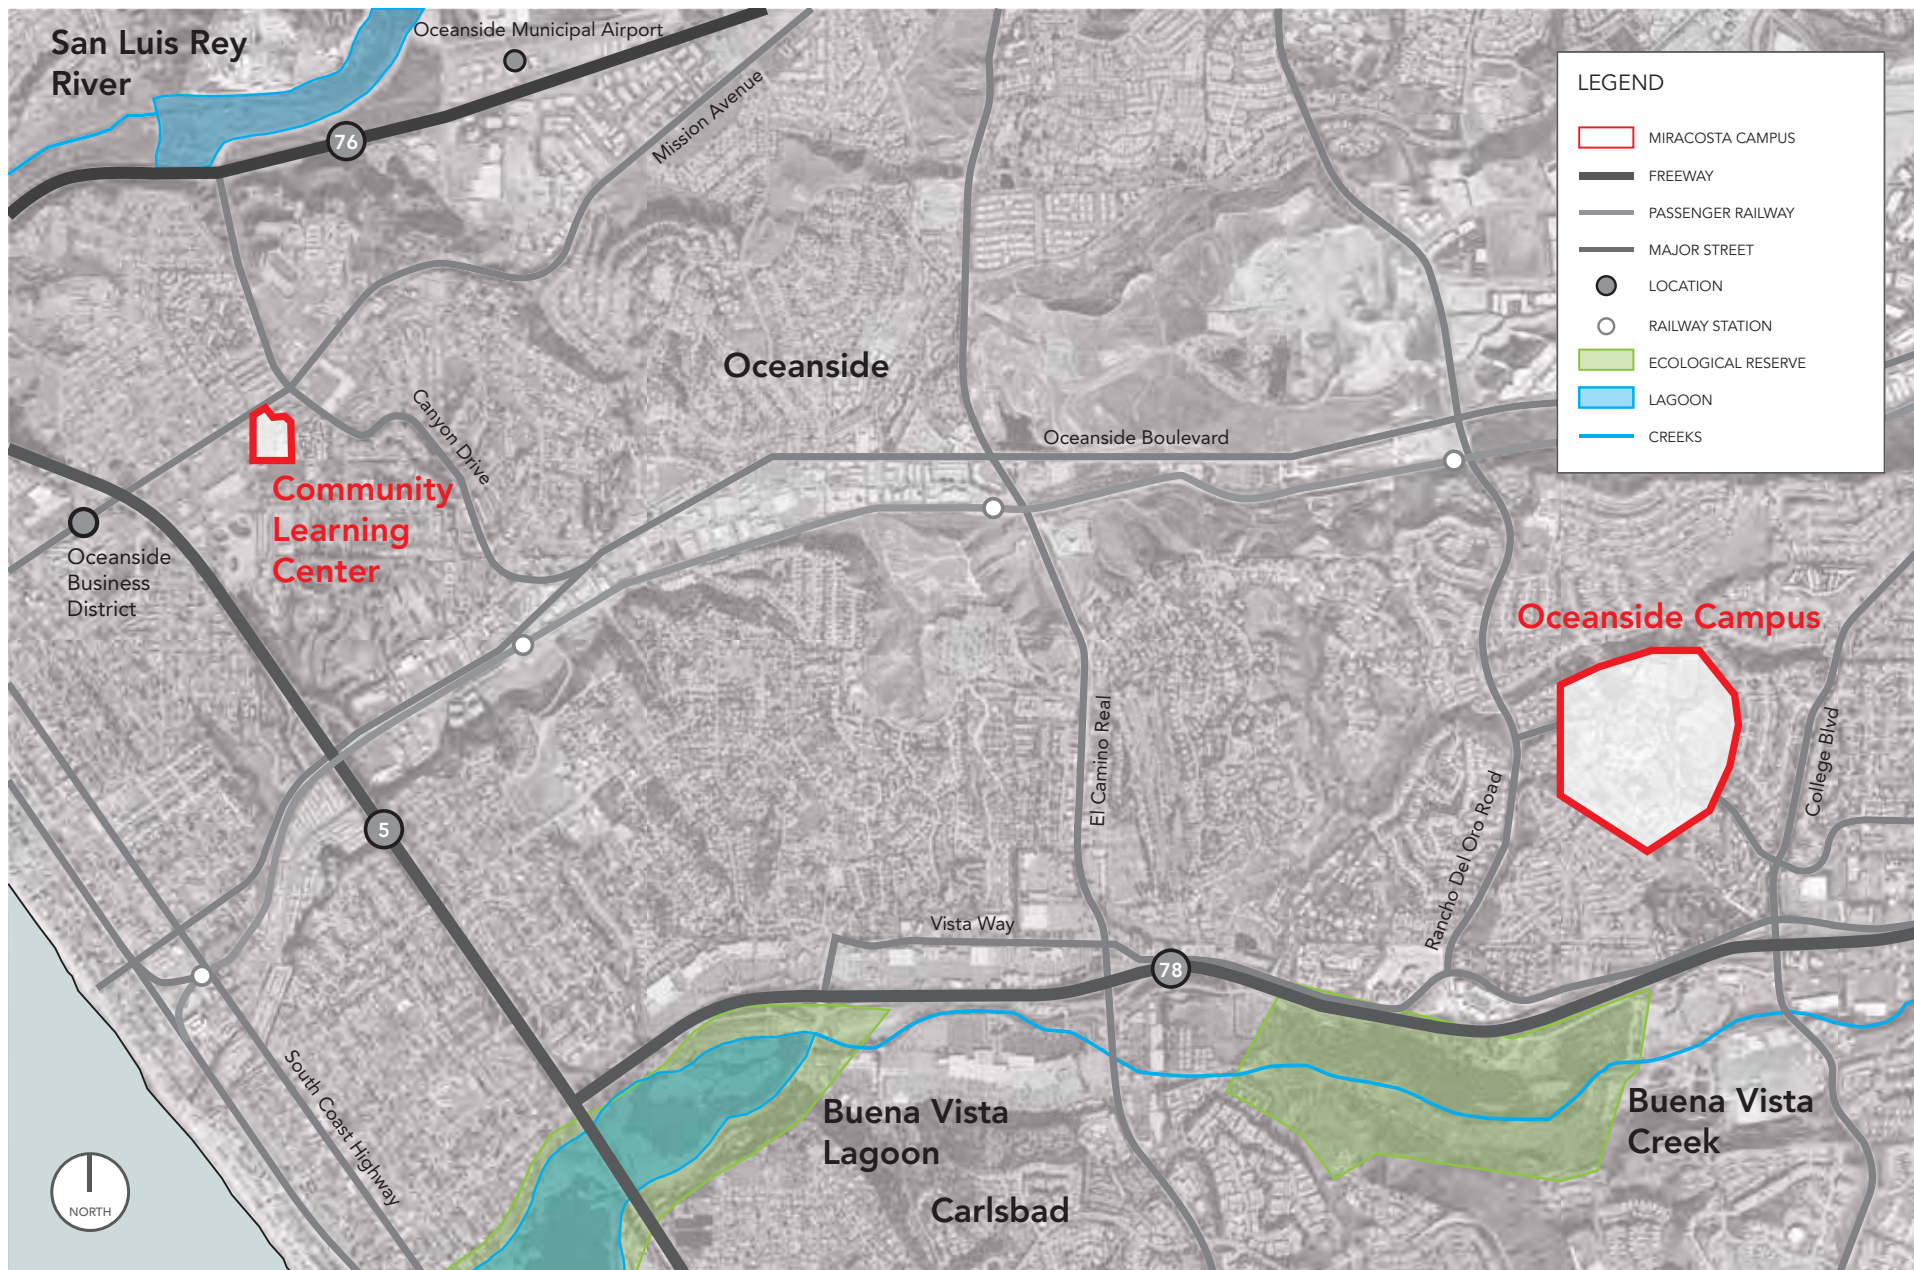 San Luis Rey
River
Oceanside Municipal Airport
76
Mission Avenue
LEGEND
MIRACOSTA CAMPUS
FREEWAY
PASSENGER RAILWAY
MAJOR STREET
LOCATION
RAILWAY STATION
ECOLOGICAL RESERVE
LAGOON
CREEKS
Oceanside
Canyon Drive
Oceanside Boulevard
Community
Learning
Center
Oceanside
Business
District
Oceanside Campus
El Camino Real
College Blvd
Rancho Del Oro Road
5
Vista Way
78
South Coast Highway
Buena Vista
Lagoon
Buena Vista
Creek
Carlsbad
NORTH